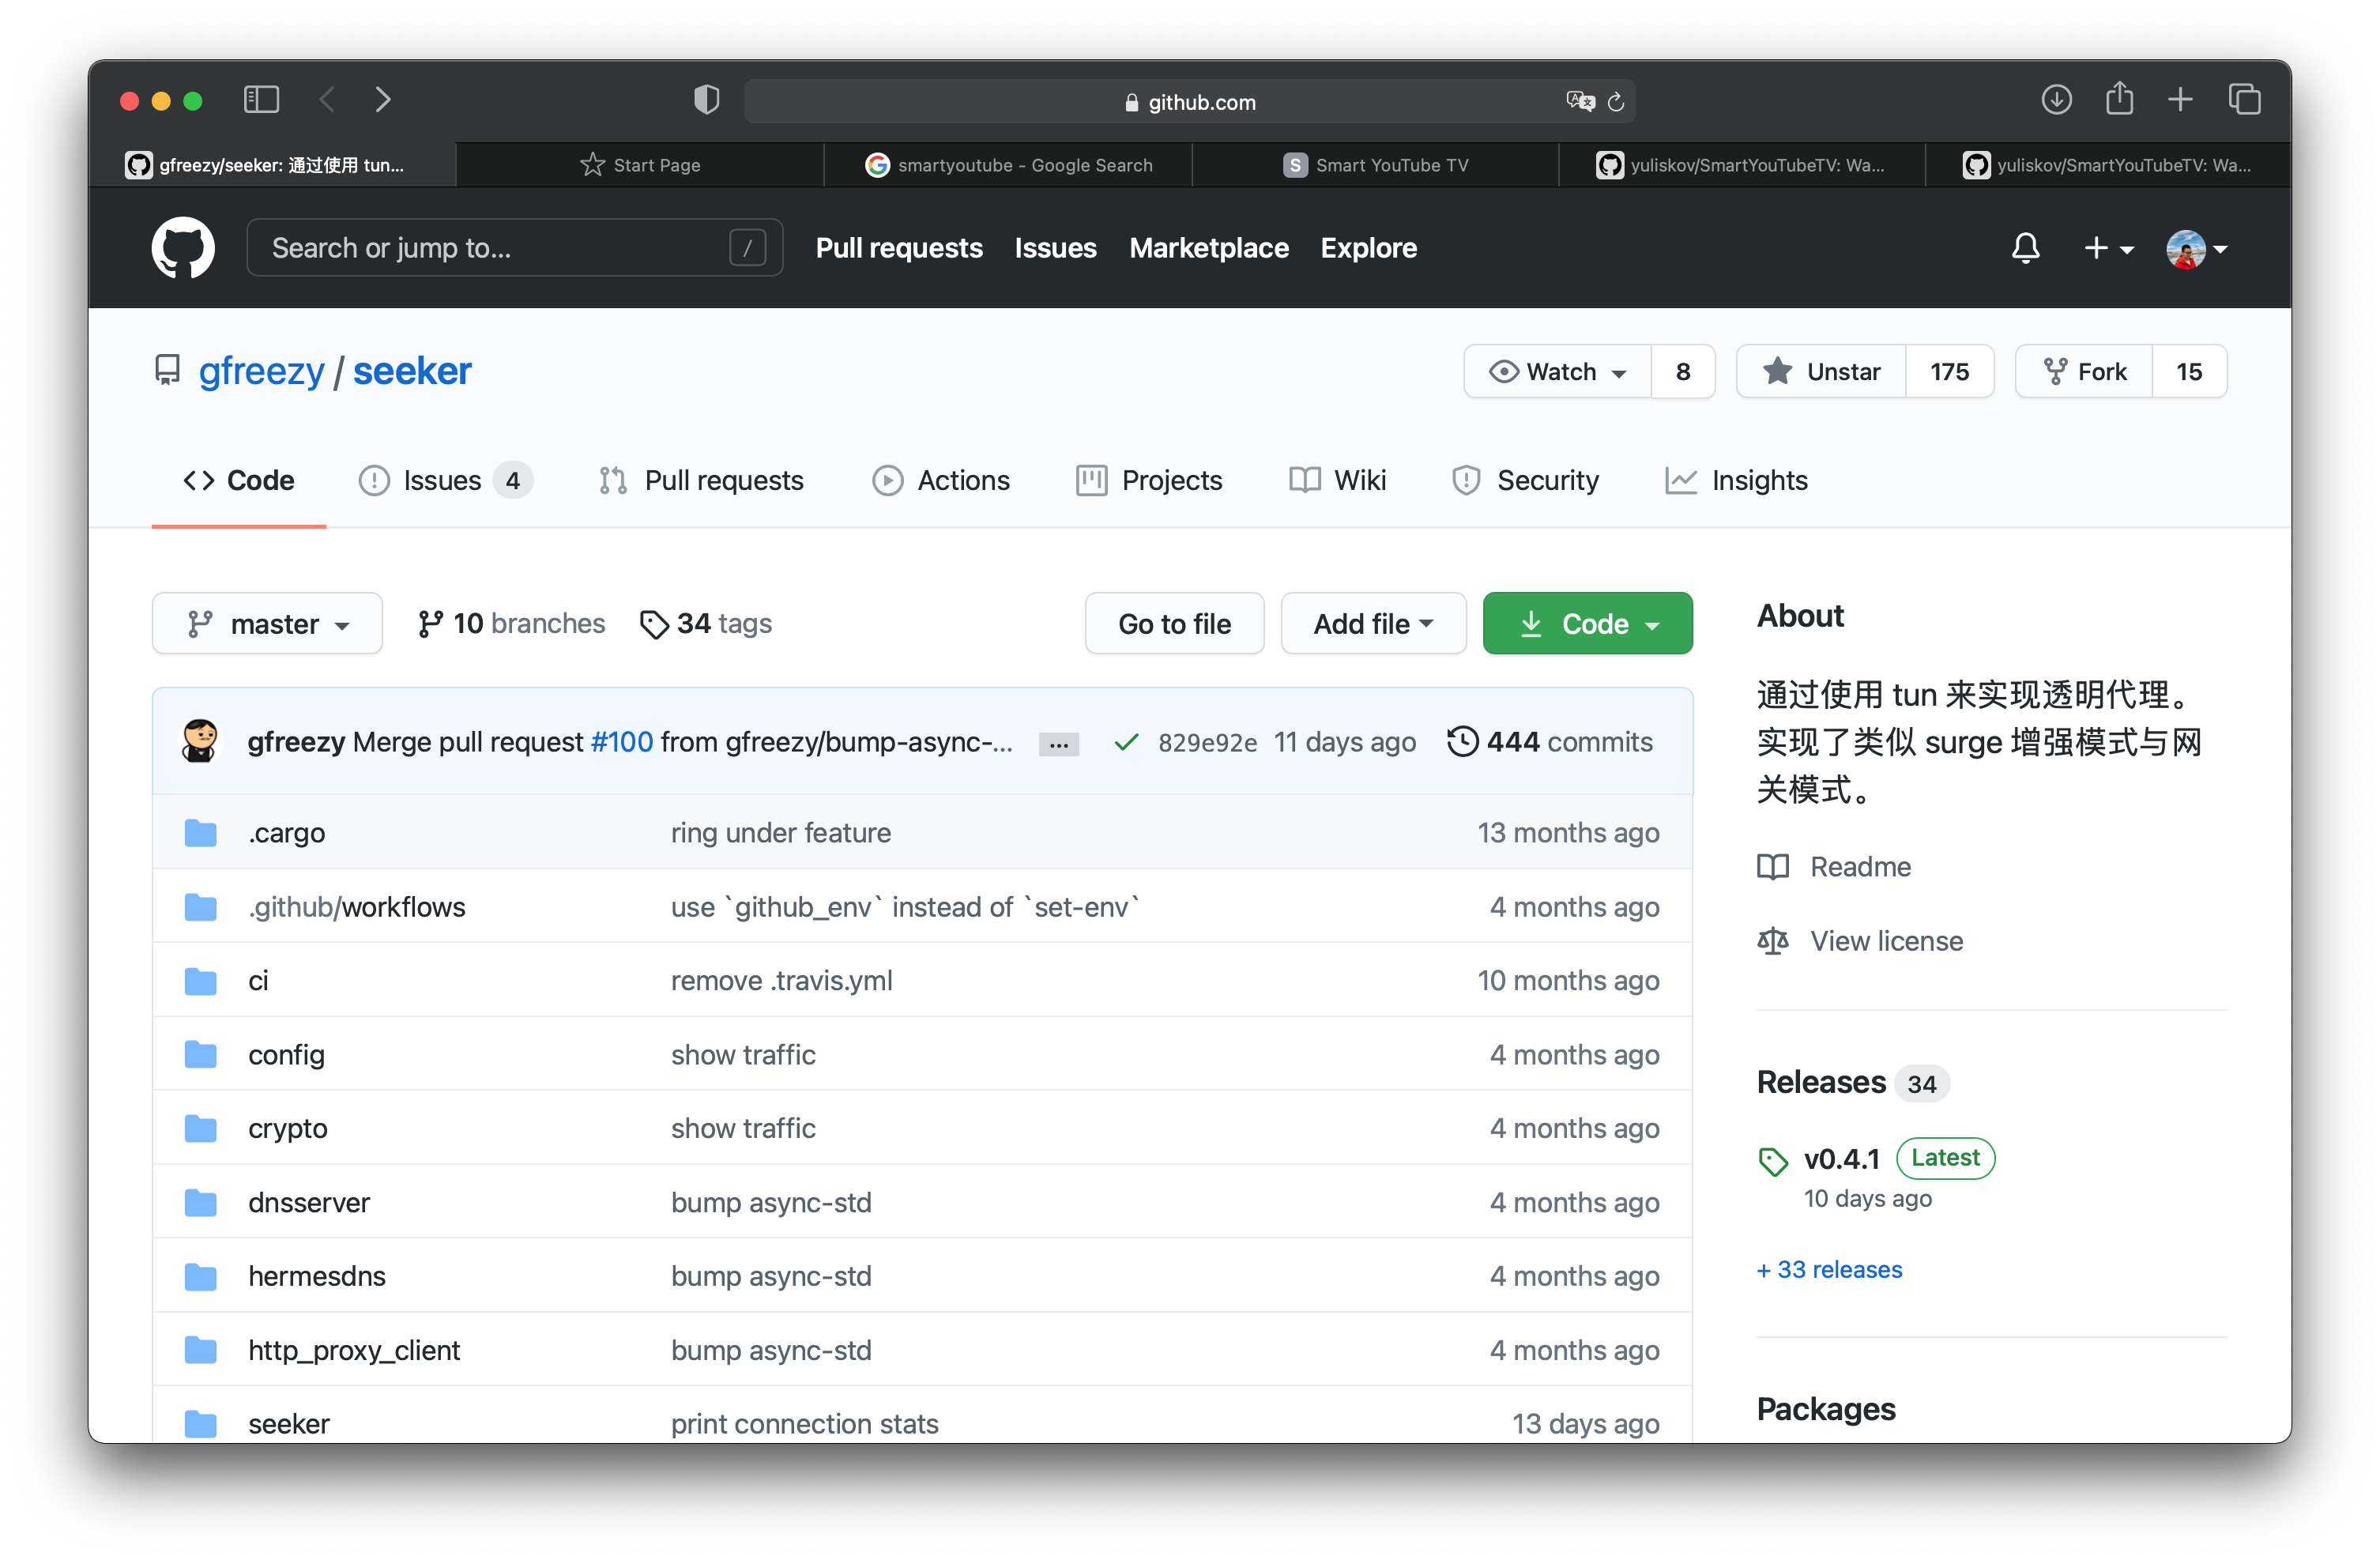 github.com
gfreezy/seeker: 通过使用 tun...
Start Page
smartyoutube - Google Search
S Smart YouTube TV
yuliskov/SmartYouTubeTV: Wa...
yuliskov/SmartYouTubeTV: Wa...
Search or jump to... /
Pull requests Issues Marketplace Explore
gfreezy / seeker
Watch 8 Unstar 175 Fork 15
Code Issues 4 Pull requests Actions Projects Wiki Security Insights
master 10 branches 34 tags Go to file Add file Code
gfreezy Merge pull request #100 from gfreezy/bump-async-... ... 829e92e 11 days ago 444 commits
.cargo ring under feature 13 months ago
.github/workflows use `github_env` instead of `set-env` 4 months ago
ci remove .travis.yml 10 months ago
config show traffic 4 months ago
crypto show traffic 4 months ago
dnsserver bump async-std 4 months ago
hermesdns bump async-std 4 months ago
http_proxy_client bump async-std 4 months ago
seeker print connection stats 13 days ago
About
通过使用 tun 来实现透明代理。
实现了类似 surge 增强模式与网
关模式。
Readme
View license
Releases 34
v0.4.1 Latest
10 days ago
+ 33 releases
Packages